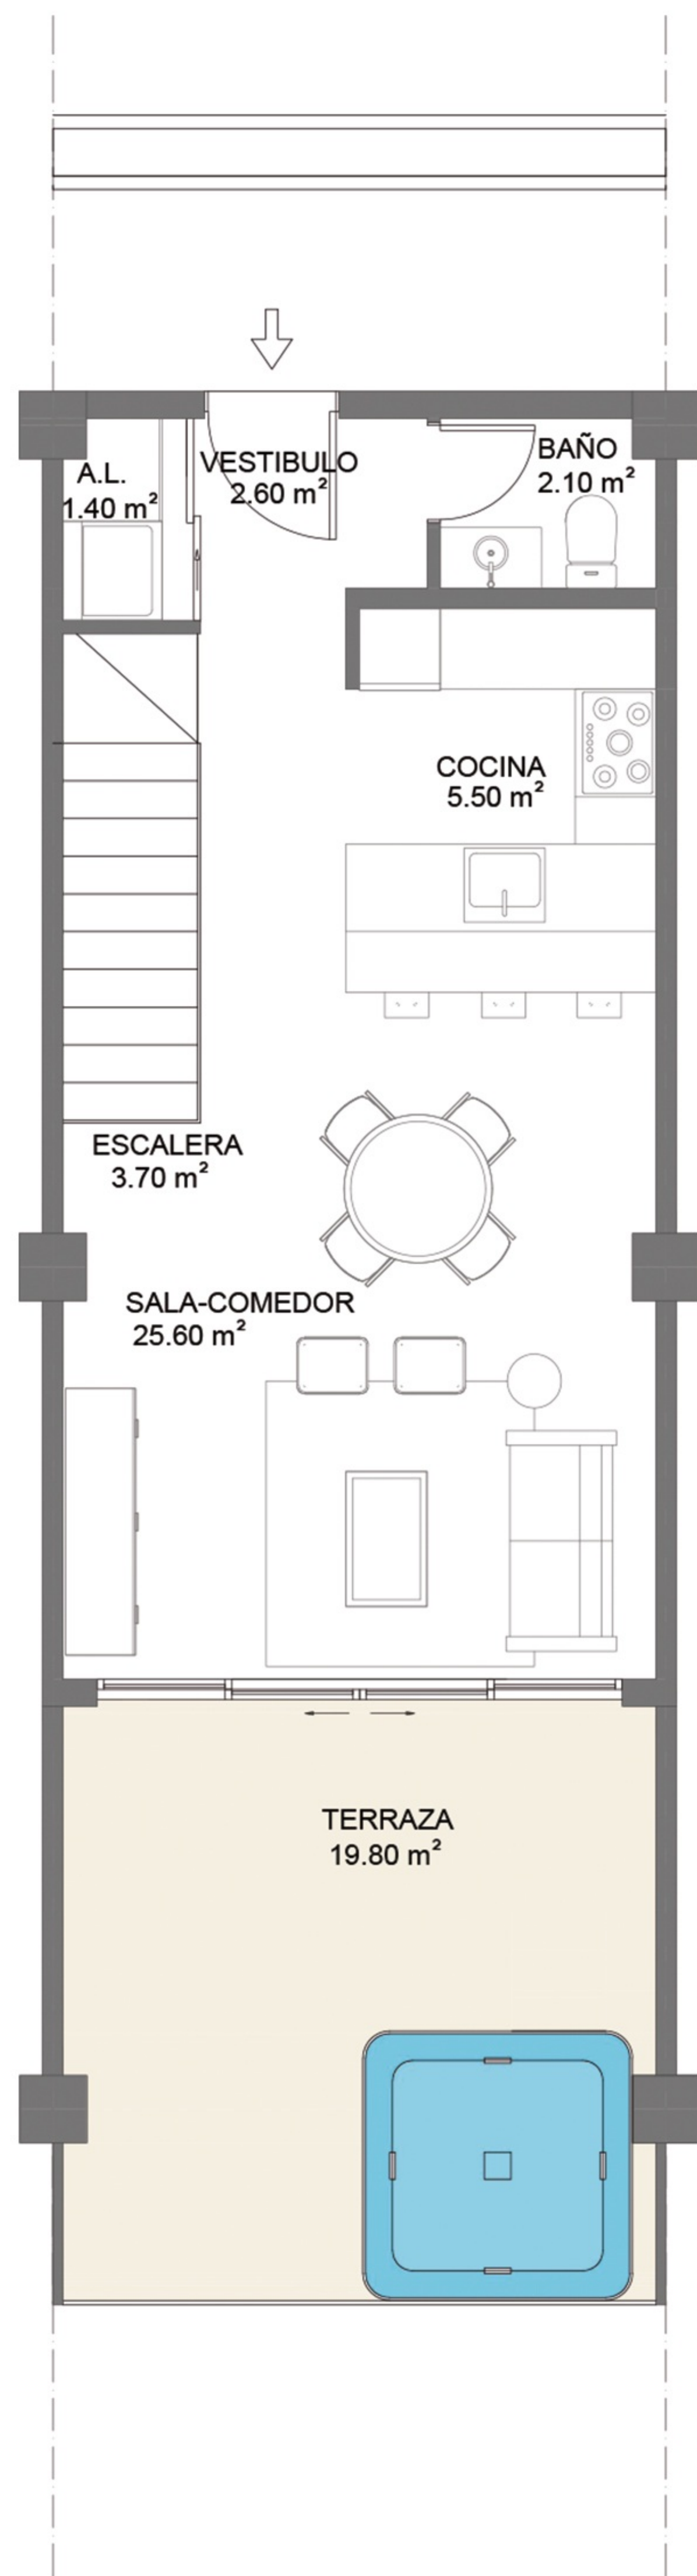 A.L.
1.40 m²
VESTIBULO
2.60 m²
BAÑO
2.10 m²
COCINA
5.50 m²
ESCALERA
3.70 m²
SALA-COMEDOR
25.60 m²
TERRAZA
19.80 m²